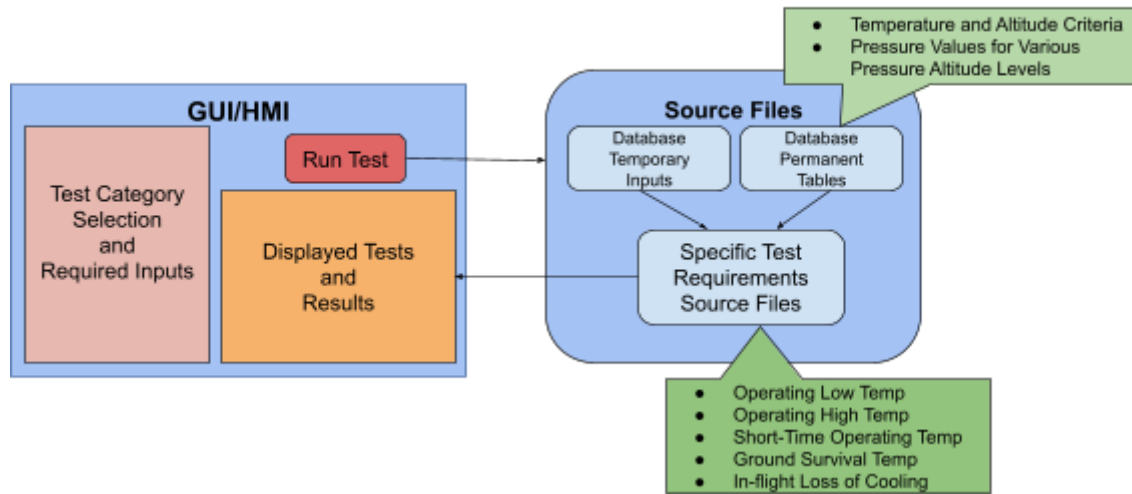 ● Temperature and Altitude Criteria
● Pressure Values for Various
Pressure Altitude Levels
GUI/HMI
Run Test
Test Category
Selection
and
Required Inputs
Displayed Tests
and
Results
Source Files
Database
Temporary
Inputs
Database
Permanent
Tables
Specific Test
Requirements
Source Files
● Operating Low Temp
● Operating High Temp
● Short-Time Operating Temp
● Ground Survival Temp
● In-flight Loss of Cooling